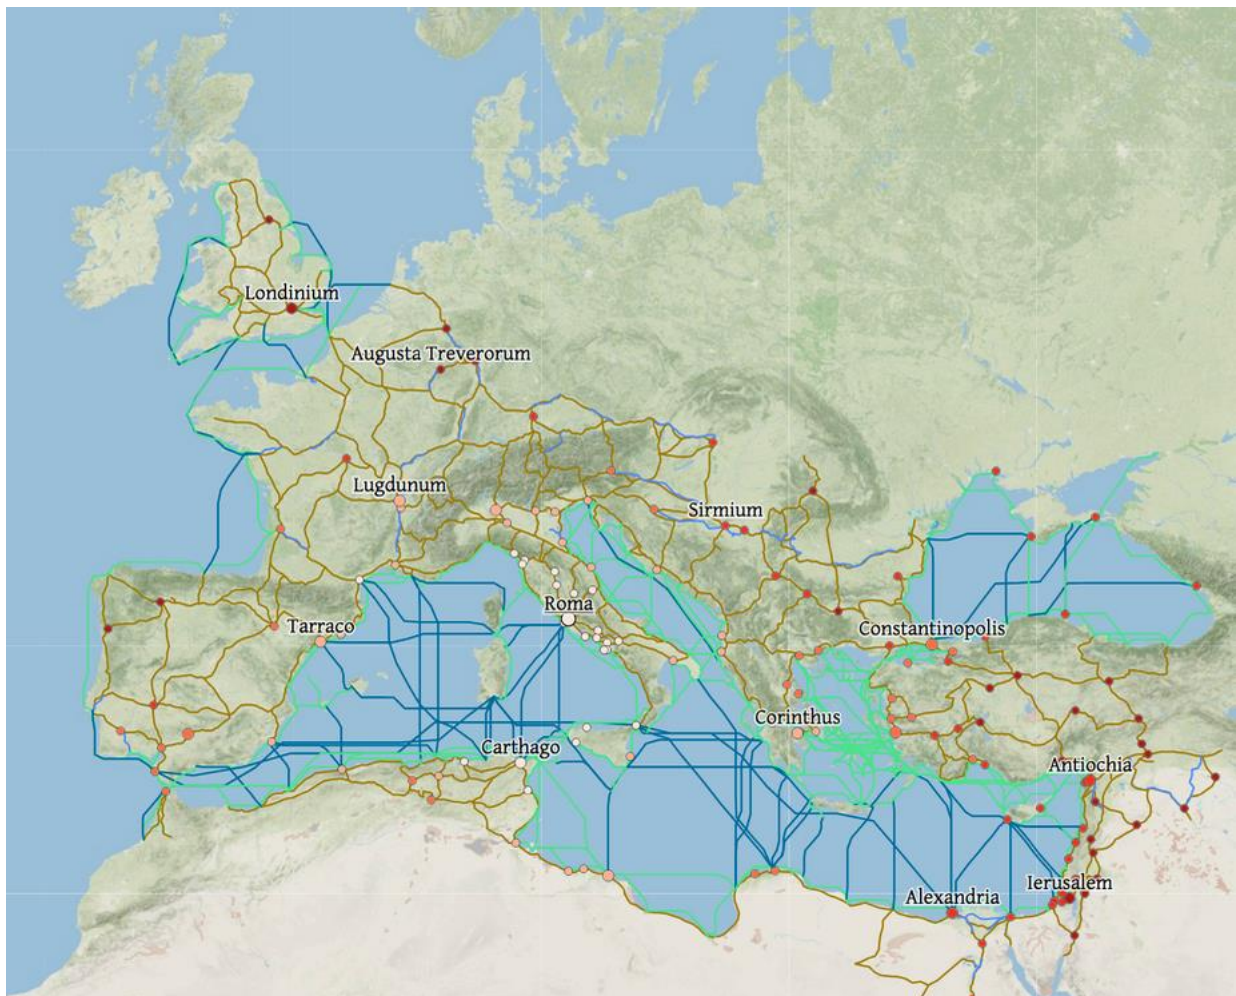 Londinium
Augusta Treverorum
Lugdunum
Sirmium
Roma
Tarraco
Constantinopolis
Corinthus
Carthago
Antiochia
Ierusalem
Alexandria